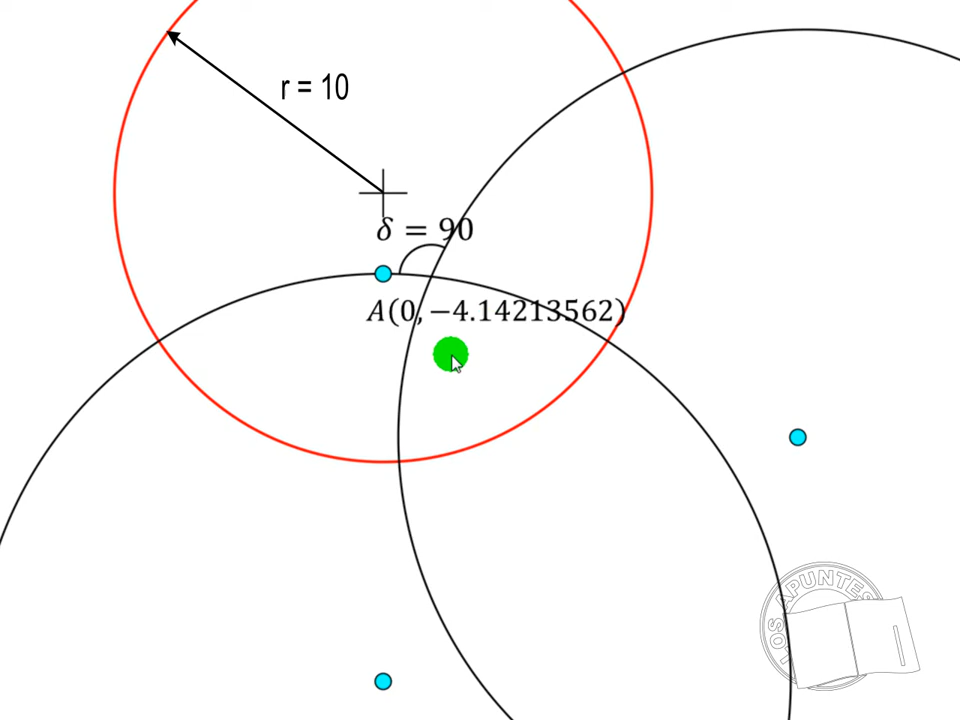 r = 10
δ = 90
A(0,−4.14213562)
LOS APUNTES